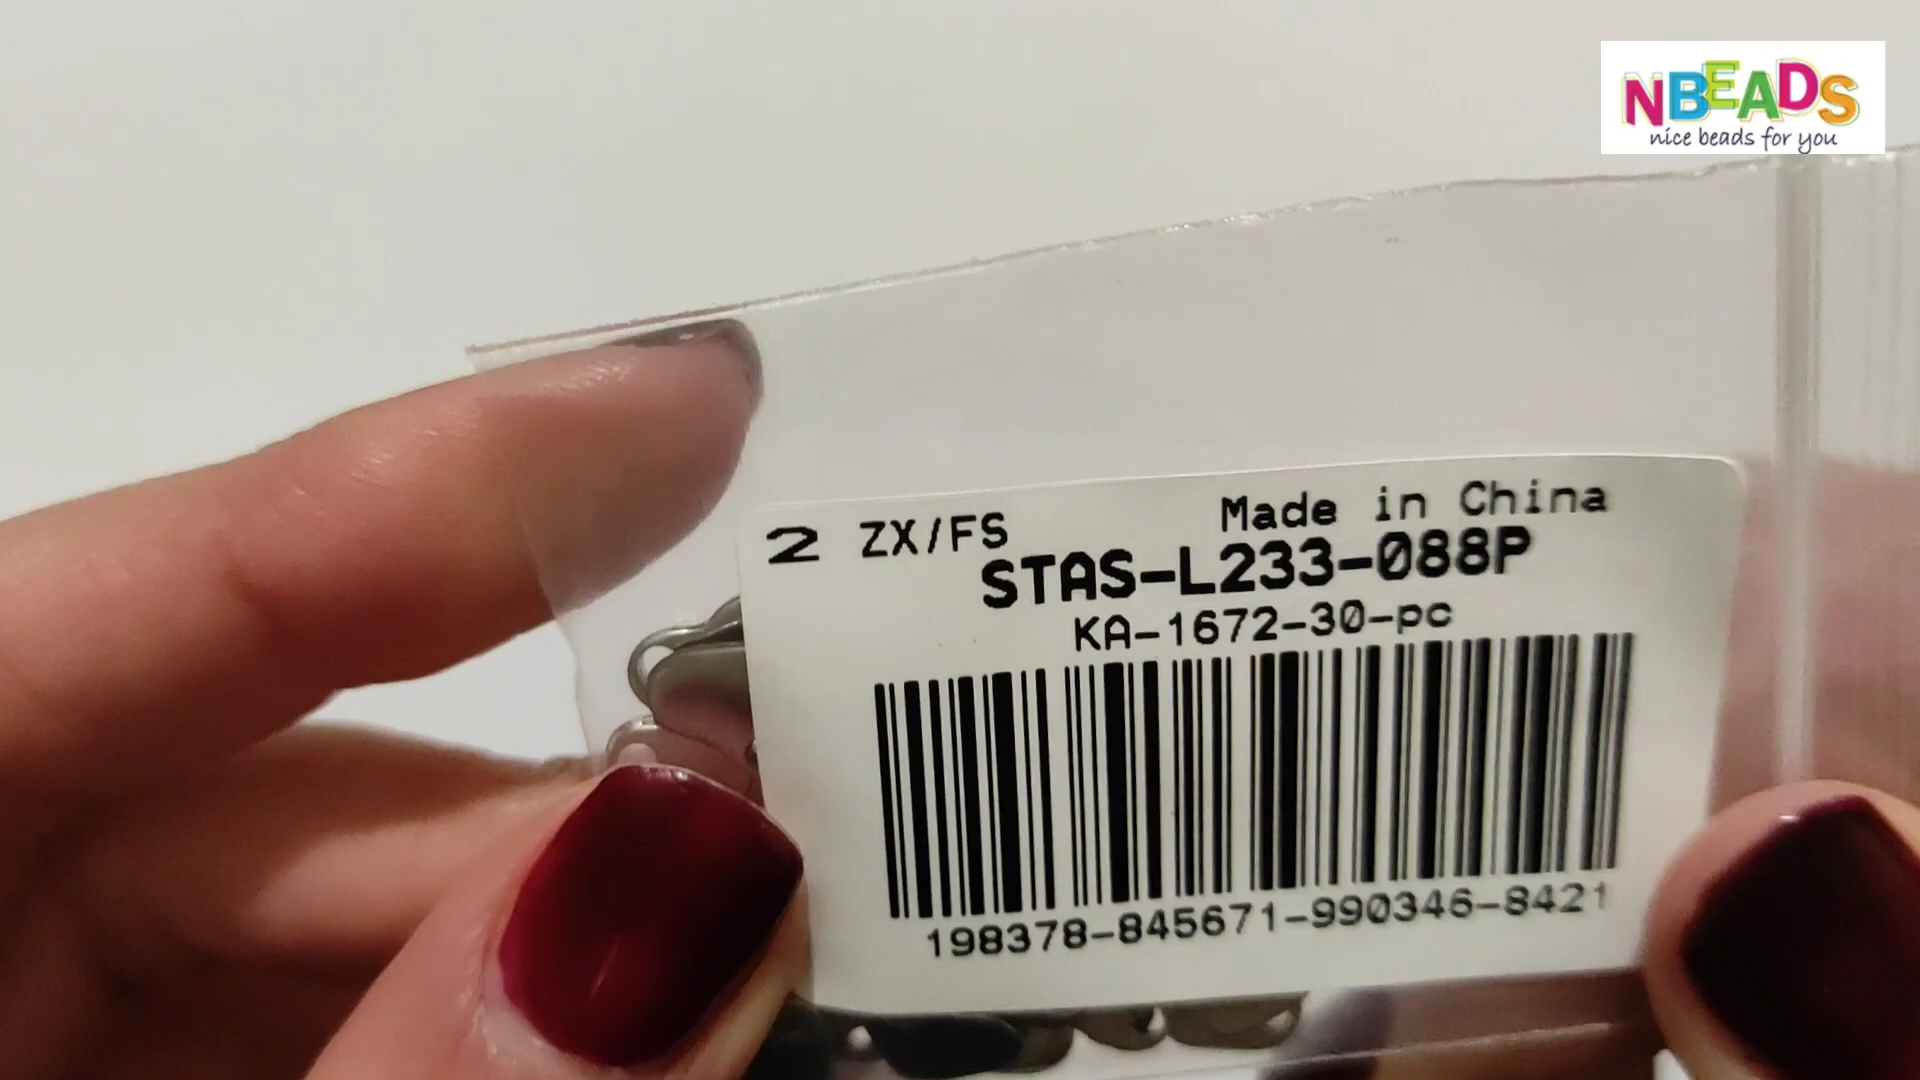 NBEADS
nice beads for you
2 ZX/FS Made in China
STAS-L233-088P
KA-1672-30-pc
198378-845671-990346-8421